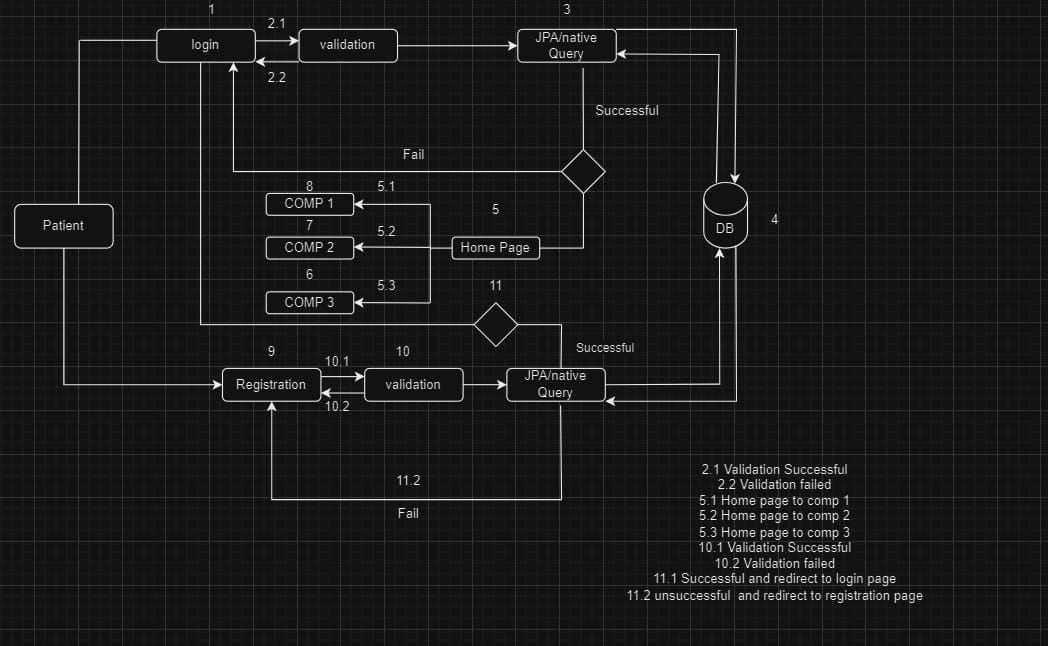 1
3
2.1
login
validation
JPA/native
Query
2.2
Successful
Fail
8
5.1
COMP 1
5
4
7
Patient
5.2
DB
COMP 2
Home Page
6
5.3
11
COMP 3
Successful
9
10.1
10
Registration
validation
JPA/native
Query
10.2
11.2
Fail
2.1 Validation Successful
2.2 Validation failed
5.1 Home page to comp 1
5.2 Home page to comp 2
5.3 Home page to comp 3
10.1 Validation Successful
10.2 Validation failed
11.1 Successful and redirect to login page
11.2 unsuccessful and redirect to registration page